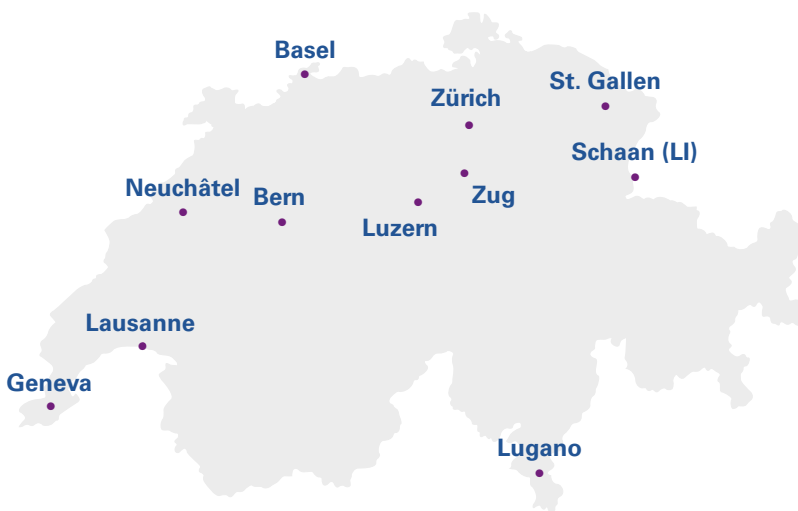 Basel
St. Gallen
Zürich
Schaan (LI)
Neuchâtel
Bern
Zug
Luzern
Lausanne
Geneva
Lugano